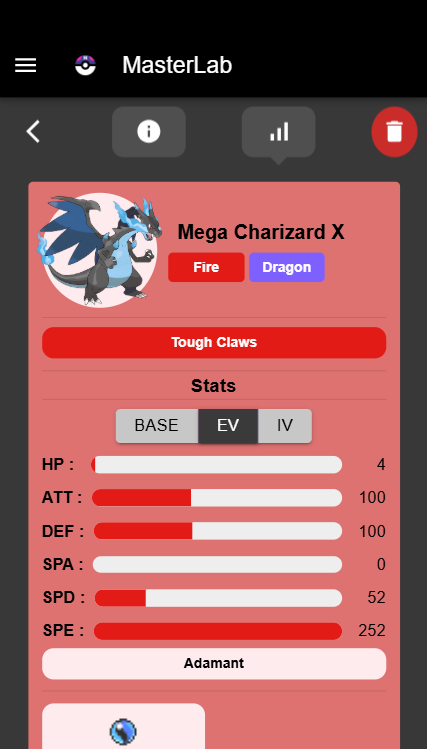 MasterLab
Mega Charizard X
Fire Dragon
Tough Claws
Stats
BASE EV IV
HP : 4
ATT : 100
DEF : 100
SPA : 0
SPD : 52
SPE : 252
Adamant